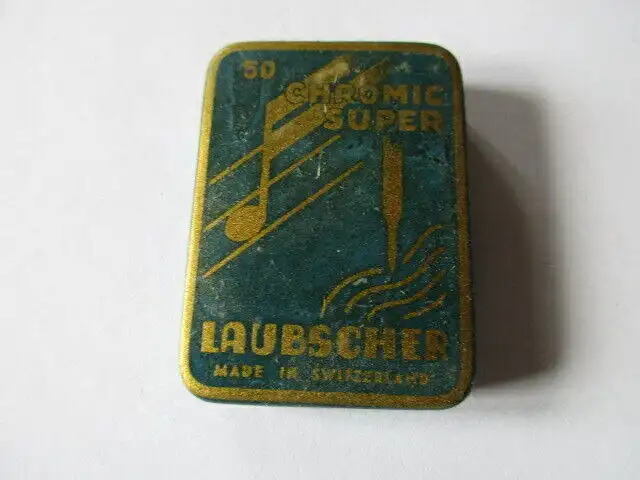 50
CHROMIC
SUPER
LAUBSCHER
MADE IN SWITZERLAND